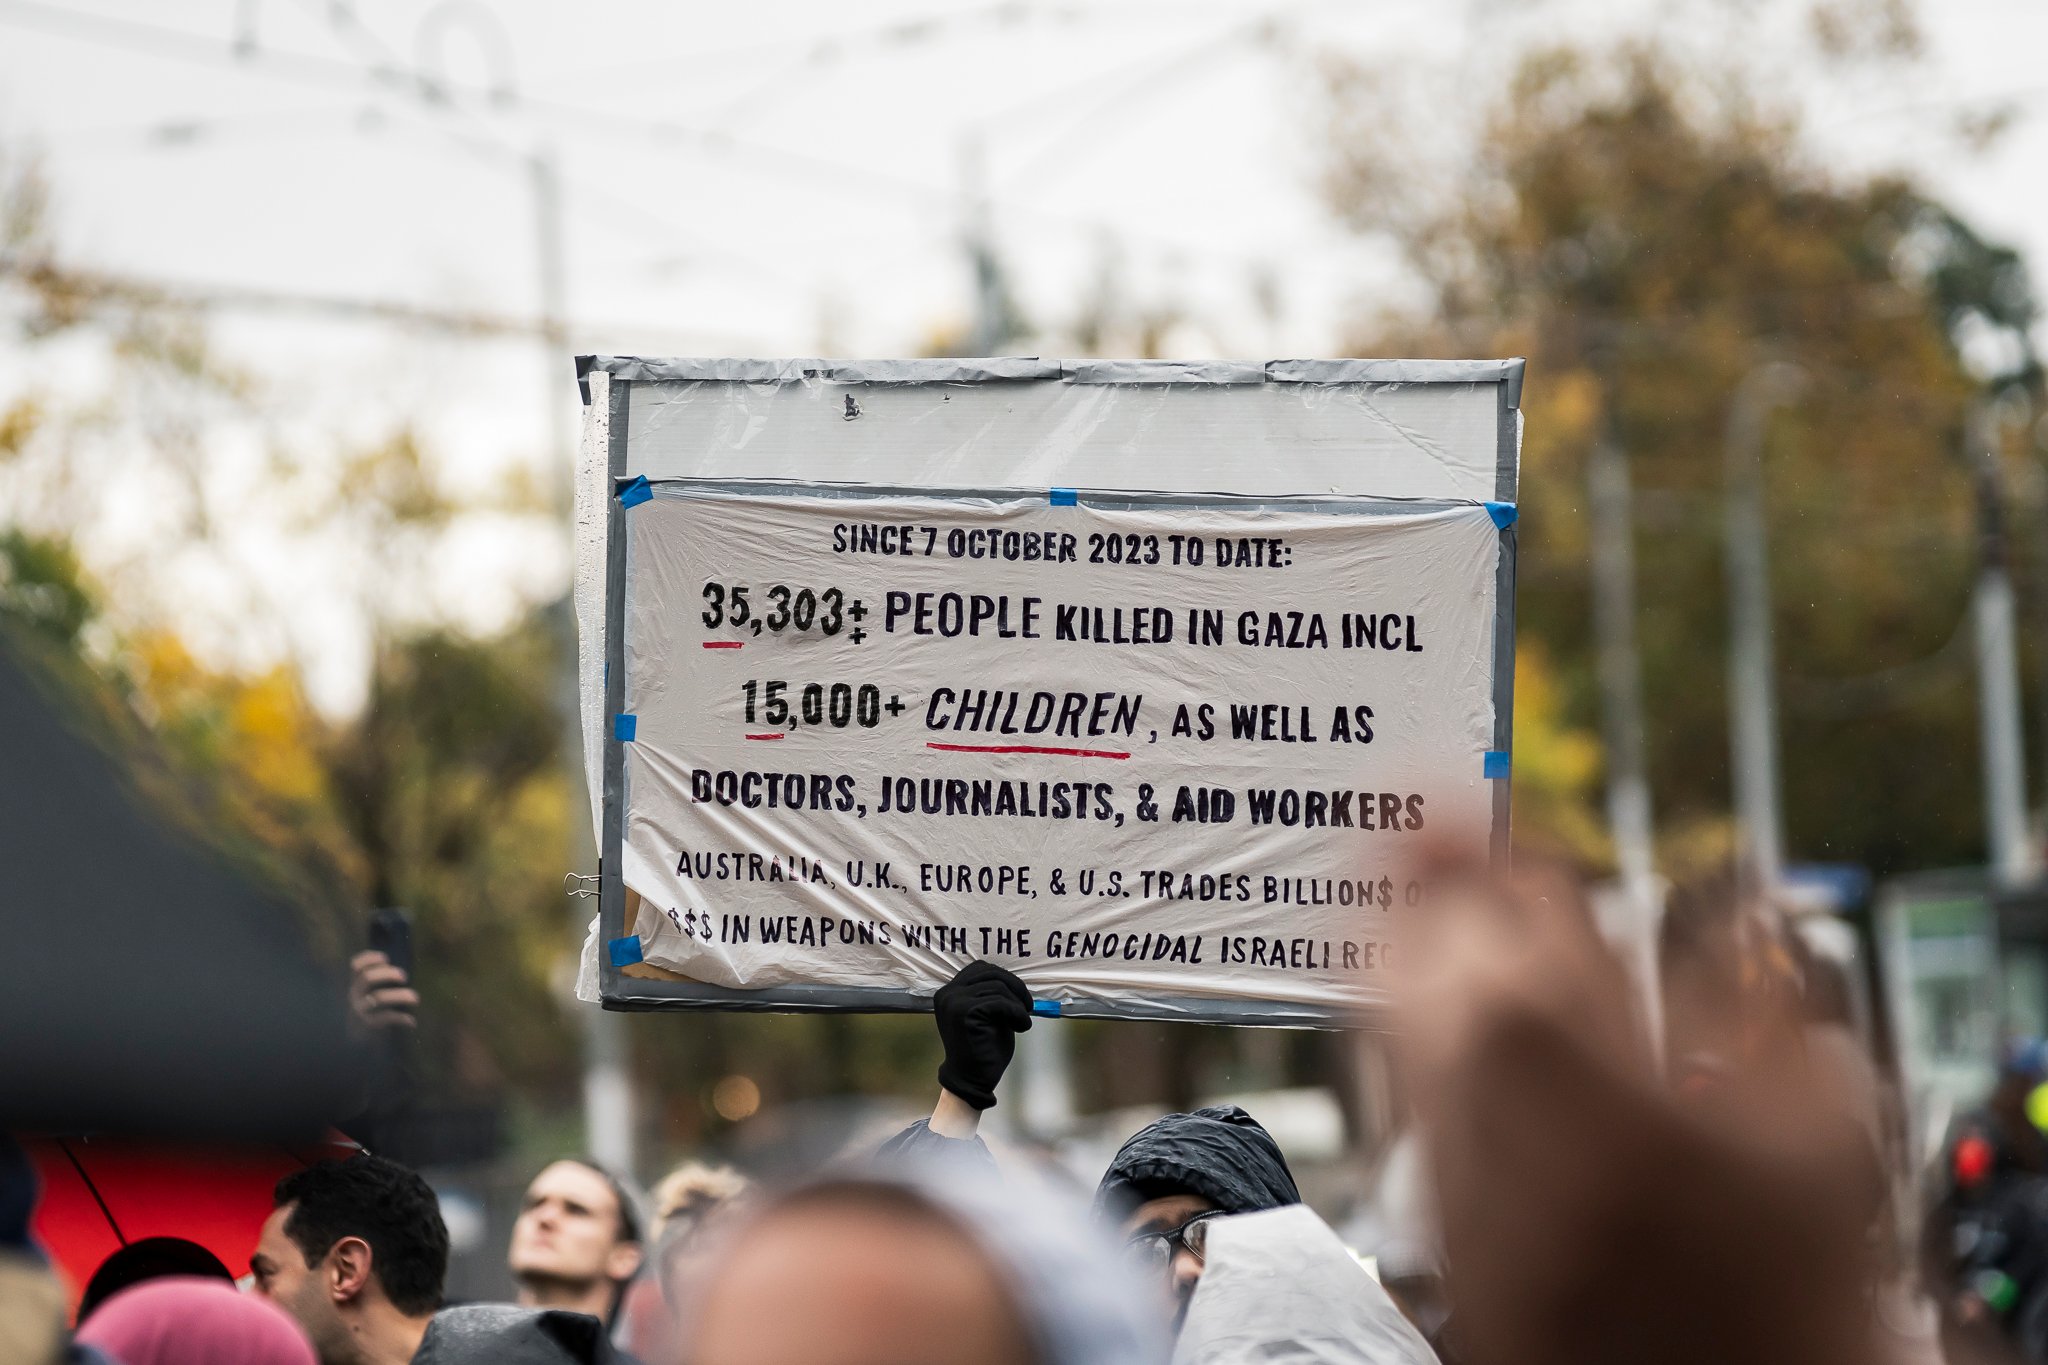 SINCE 7 OCTOBER 2023 TO DATE:
35,303++ PEOPLE KILLED IN GAZA INCL
15,000+ CHILDREN, AS WELL AS
DOCTORS, JOURNALISTS, & AID WORKERS
AUSTRALIA, U.K., EUROPE, & U.S. TRADES BILLION$
$$$ IN WEAPONS WITH THE GENOCIDAL ISRAELI